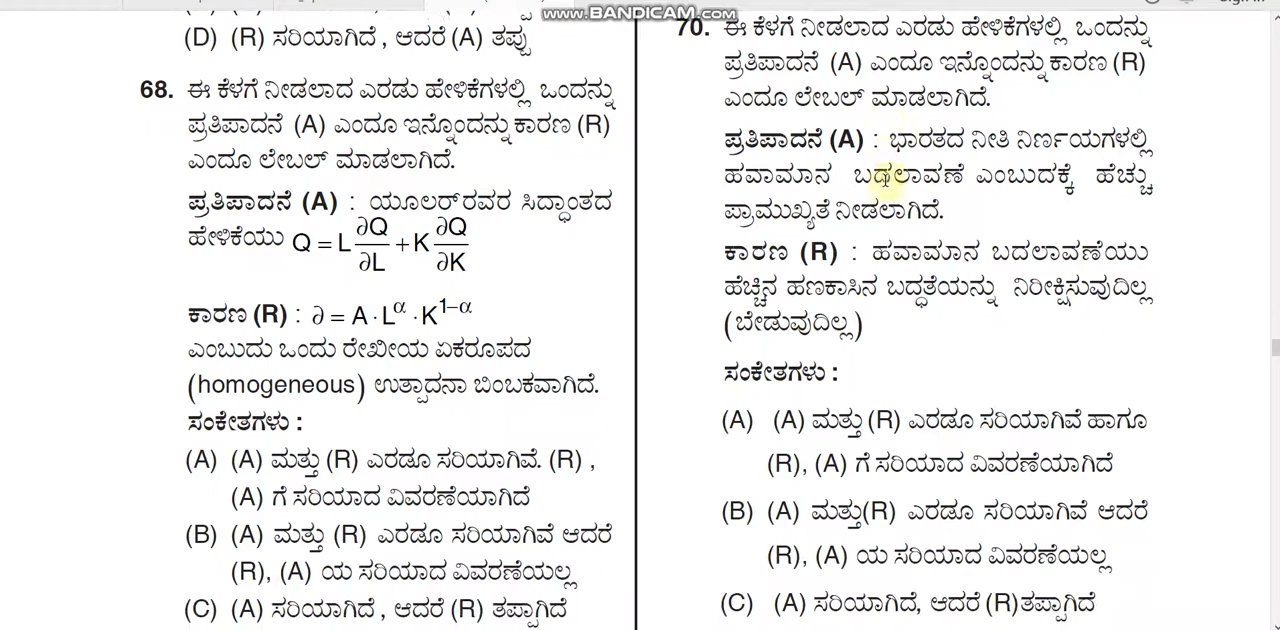 www.BANDICAM.com
(D) (R) ಸರಿಯಾಗಿದೆ, ಆದರೆ (A) ತಪ್ಪು
68. ಈ ಕೆಳಗೆ ನೀಡಲಾದ ಎರಡು ಹೇಳಿಕೆಗಳಲ್ಲಿ ಒಂದನ್ನು
ಪ್ರತಿಪಾದನೆ (A) ಎಂದೂ ಇನ್ನೊಂದನ್ನು ಕಾರಣ (R)
ಎಂದೂ ಲೇಬಲ್ ಮಾಡಲಾಗಿದೆ.
ಪ್ರತಿಪಾದನೆ (A) : ಯೂಲರ್‌ರವರ ಸಿದ್ಧಾಂತದ
ಹೇಳಿಕೆಯು Q = L ∂Q/∂L + K ∂Q/∂K
ಕಾರಣ (R) : ∂ = A · L^α · K^1−α
ಎಂಬುದು ಒಂದು ರೇಖೀಯ ಏಕರೂಪದ
(homogeneous) ಉತ್ಪಾದನಾ ಬಿಂಬಕವಾಗಿದೆ.
ಸಂಕೇತಗಳು :
(A) (A) ಮತ್ತು (R) ಎರಡೂ ಸರಿಯಾಗಿವೆ. (R) ,
(A) ಗೆ ಸರಿಯಾದ ವಿವರಣೆಯಾಗಿದೆ
(B) (A) ಮತ್ತು (R) ಎರಡೂ ಸರಿಯಾಗಿವೆ ಆದರೆ
(R), (A) ಯ ಸರಿಯಾದ ವಿವರಣೆಯಲ್ಲ
(C) (A) ಸರಿಯಾಗಿದೆ , ಆದರೆ (R) ತಪ್ಪಾಗಿದೆ
70. ಈ ಕೆಳಗೆ ನೀಡಲಾದ ಎರಡು ಹೇಳಿಕೆಗಳಲ್ಲಿ ಒಂದನ್ನು
ಪ್ರತಿಪಾದನೆ (A) ಎಂದೂ ಇನ್ನೊಂದನ್ನು ಕಾರಣ (R)
ಎಂದೂ ಲೇಬಲ್ ಮಾಡಲಾಗಿದೆ.
ಪ್ರತಿಪಾದನೆ (A) : ಭಾರತದ ನೀತಿ ನಿರ್ಣಯಗಳಲ್ಲಿ
ಹವಾಮಾನ ಬದಲಾವಣೆ ಎಂಬುದಕ್ಕೆ ಹೆಚ್ಚು
ಪ್ರಾಮುಖ್ಯತೆ ನೀಡಲಾಗಿದೆ.
ಕಾರಣ (R) : ಹವಾಮಾನ ಬದಲಾವಣೆಯು
ಹೆಚ್ಚಿನ ಹಣಕಾಸಿನ ಬದ್ಧತೆಯನ್ನು ನಿರೀಕ್ಷಿಸುವುದಿಲ್ಲ
(ಬೇಡುವುದಿಲ್ಲ)
ಸಂಕೇತಗಳು :
(A) (A) ಮತ್ತು (R) ಎರಡೂ ಸರಿಯಾಗಿವೆ ಹಾಗೂ
(R), (A) ಗೆ ಸರಿಯಾದ ವಿವರಣೆಯಾಗಿದೆ
(B) (A) ಮತ್ತು(R) ಎರಡೂ ಸರಿಯಾಗಿವೆ ಆದರೆ
(R), (A) ಯ ಸರಿಯಾದ ವಿವರಣೆಯಲ್ಲ
(C) (A) ಸರಿಯಾಗಿದೆ, ಆದರೆ (R)ತಪ್ಪಾಗಿದೆ